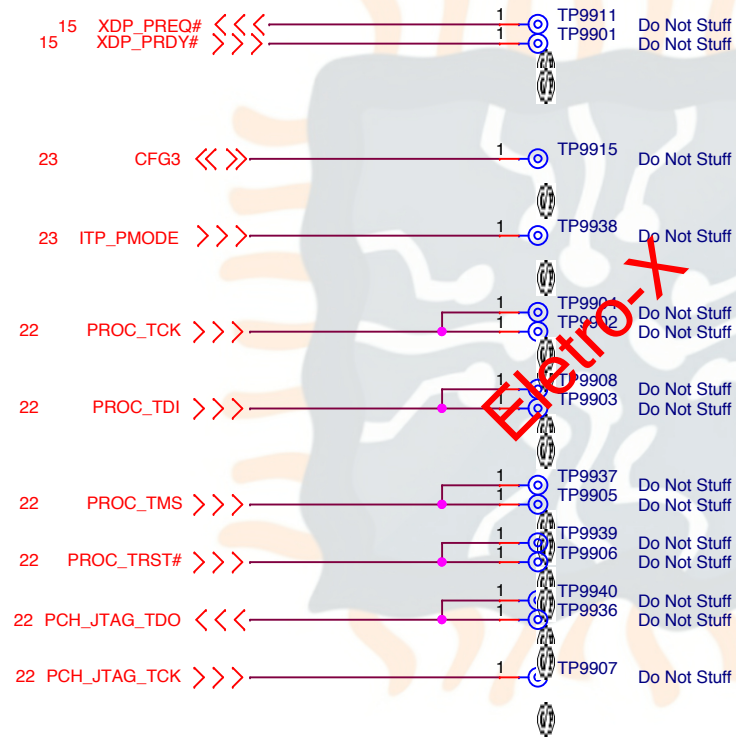 15 XDP_PREQ# 1 TP9911 Do Not Stuff
15 XDP_PRDY# 1 TP9901 Do Not Stuff
23 CFG3 1 TP9915 Do Not Stuff
23 ITP_PMODE 1 TP9938 Do Not Stuff
1 TP9904 Do Not Stuff
22 PROC_TCK 1 TP9902 Do Not Stuff
Eletro-X
1 TP9908 Do Not Stuff
22 PROC_TDI 1 TP9903 Do Not Stuff
1 TP9937 Do Not Stuff
22 PROC_TMS 1 TP9905 Do Not Stuff
1 TP9939 Do Not Stuff
22 PROC_TRST# 1 TP9906 Do Not Stuff
1 TP9940 Do Not Stuff
22 PCH_JTAG_TDO 1 TP9936 Do Not Stuff
22 PCH_JTAG_TCK 1 TP9907 Do Not Stuff